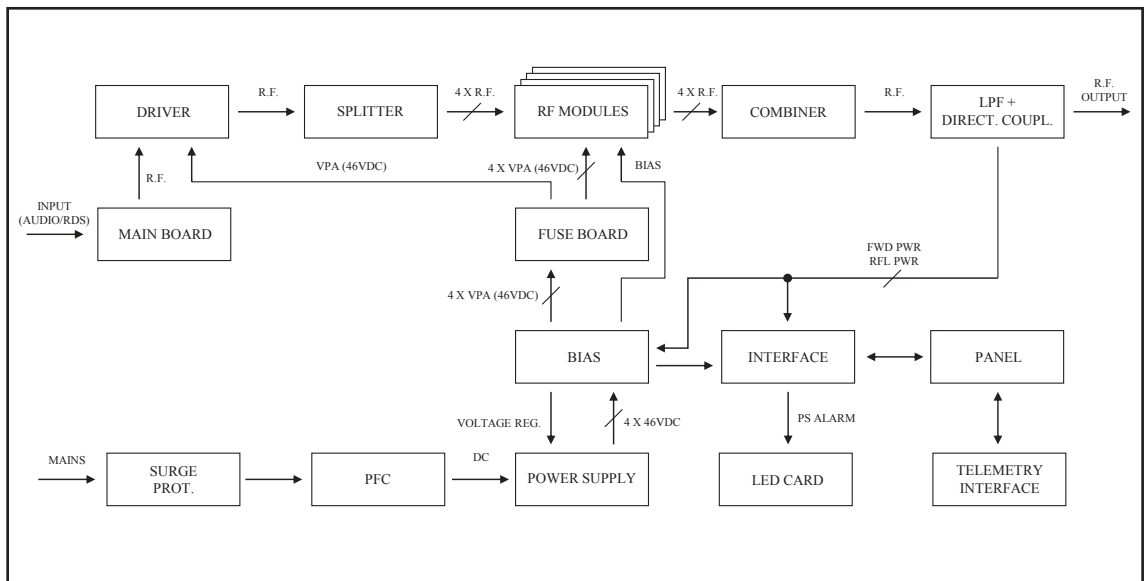 R.F.
4 X R.F.
4 X R.F.
R.F.
R.F.
OUTPUT
DRIVER
SPLITTER
RF MODULES
COMBINER
LPF +
DIRECT. COUPL.
R.F.
VPA (46VDC)
4 X VPA (46VDC)
BIAS
INPUT
(AUDIO/RDS)
MAIN BOARD
FUSE BOARD
FWD PWR
RFL PWR
4 X VPA (46VDC)
BIAS
INTERFACE
PANEL
VOLTAGE REG.
4 X 46VDC
PS ALARM
MAINS
SURGE
PROT.
PFC
DC
POWER SUPPLY
LED CARD
TELEMETRY
INTERFACE